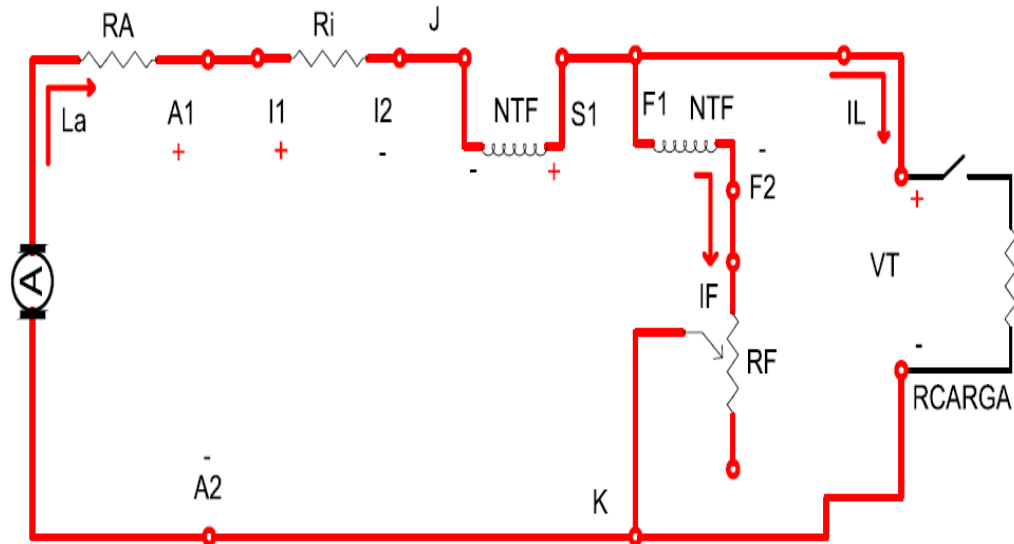 RA
Ri
J
La
A1
I1
I2
NTF
S1
F1
NTF
IL
+
+
-
-
+
-
F2
+
A
VT
IF
RF
-
RCARGA
-
A2
K